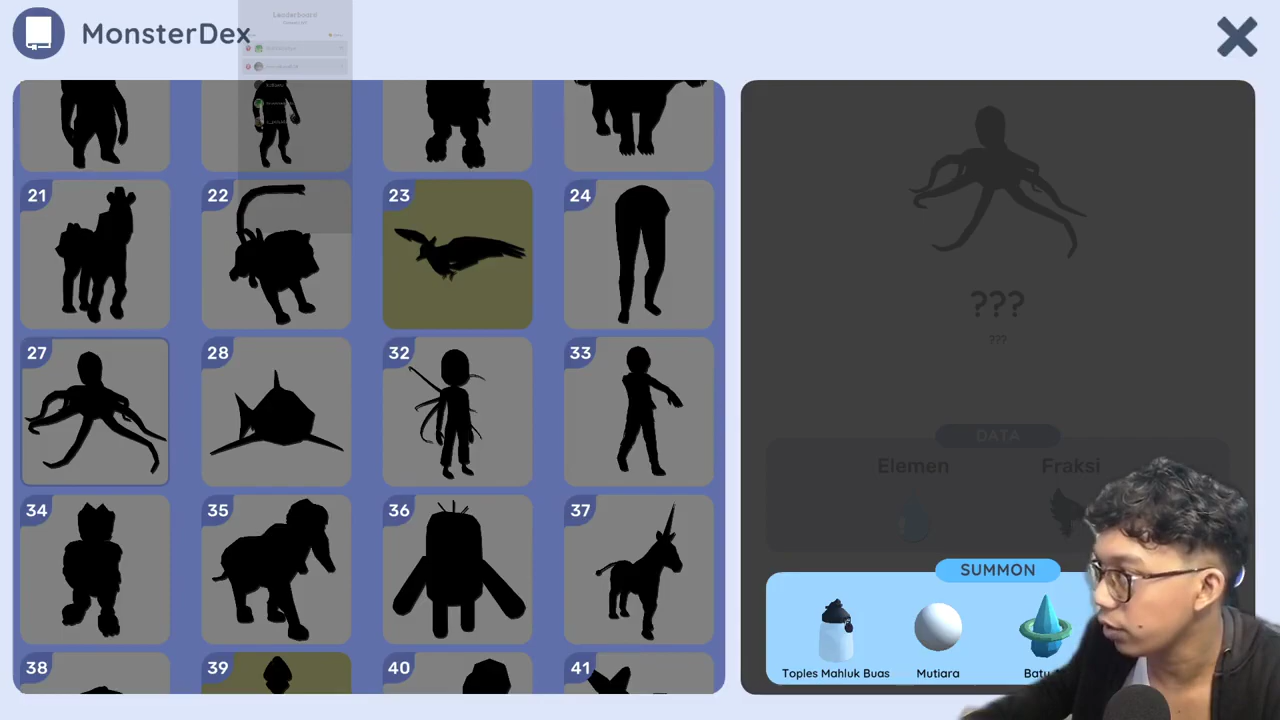 MonsterDex
Leaderboard
21
22
23
24
27
28
32
33
34
35
36
37
38
39
40
41
???
???
DATA
Elemen
Fraksi
SUMMON
Toples Mahluk Buas
Mutiara
Batu